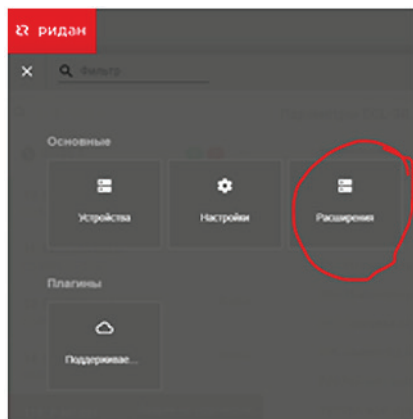 ридан
Фильтр
Основные
Устройства
Настройки
Расширения
Плагины
Поддерживае...